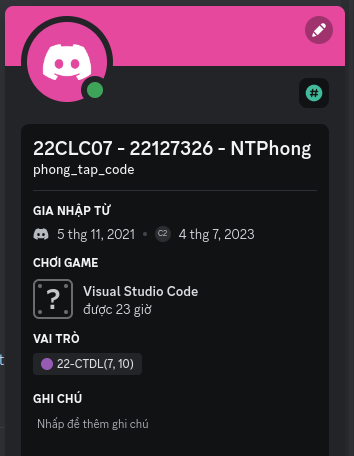 22CLC07 - 22127326 - NTPhong
phong_tap_code
GIA NHẬP TỪ
5 thg 11, 2021 • C2 4 thg 7, 2023
CHƠI GAME
?
Visual Studio Code
được 23 giờ
VAI TRÒ
22-CTDL(7, 10)
GHI CHÚ
Nhấp để thêm ghi chú